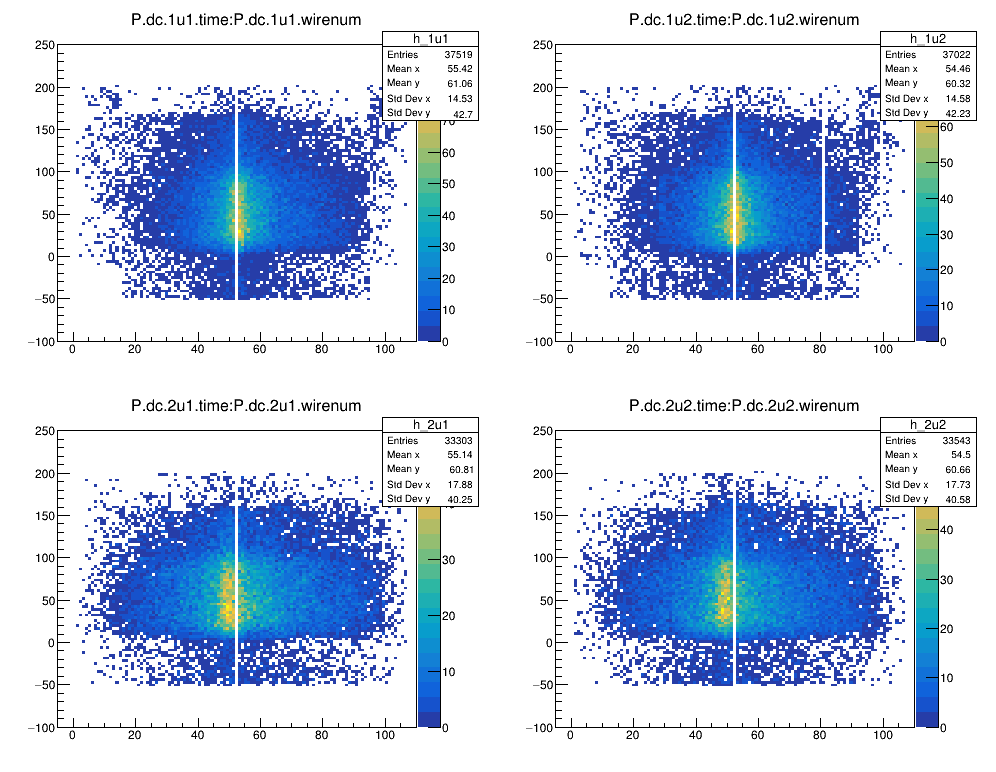 P.dc.1u1.time:P.dc.1u1.wirenum
h_1u1
Entries 37519
Mean x 55.42
Mean y 61.06
Std Dev x 14.53
Std Dev y 42.7
250
200
150
100
50
0
−50
−100
0 20 40 60 80 100
70
60
50
40
30
20
10
0
P.dc.1u2.time:P.dc.1u2.wirenum
h_1u2
Entries 37022
Mean x 54.46
Mean y 60.32
Std Dev x 14.58
Std Dev y 42.23
250
200
150
100
50
0
−50
−100
0 20 40 60 80 100
60
50
40
30
20
10
0
P.dc.2u1.time:P.dc.2u1.wirenum
h_2u1
Entries 33303
Mean x 55.14
Mean y 60.81
Std Dev x 17.88
Std Dev y 40.25
250
200
150
100
50
0
−50
−100
0 20 40 60 80 100
30
20
10
0
P.dc.2u2.time:P.dc.2u2.wirenum
h_2u2
Entries 33543
Mean x 54.5
Mean y 60.66
Std Dev x 17.73
Std Dev y 40.58
250
200
150
100
50
0
−50
−100
0 20 40 60 80 100
40
30
20
10
0